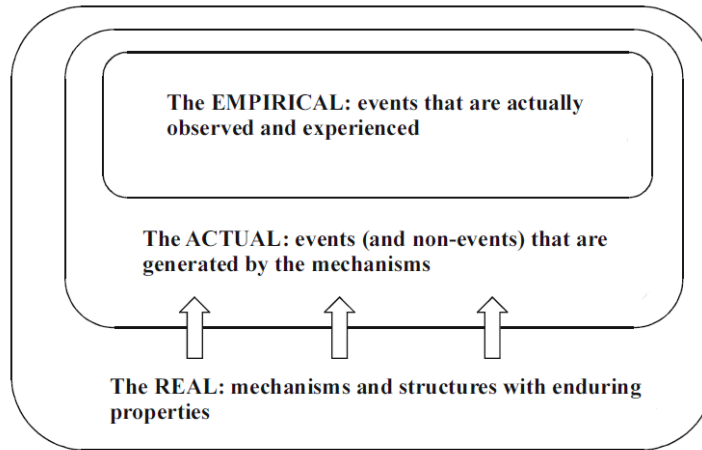 The EMPIRICAL: events that are actually
observed and experienced
The ACTUAL: events (and non-events) that are
generated by the mechanisms
The REAL: mechanisms and structures with enduring
properties